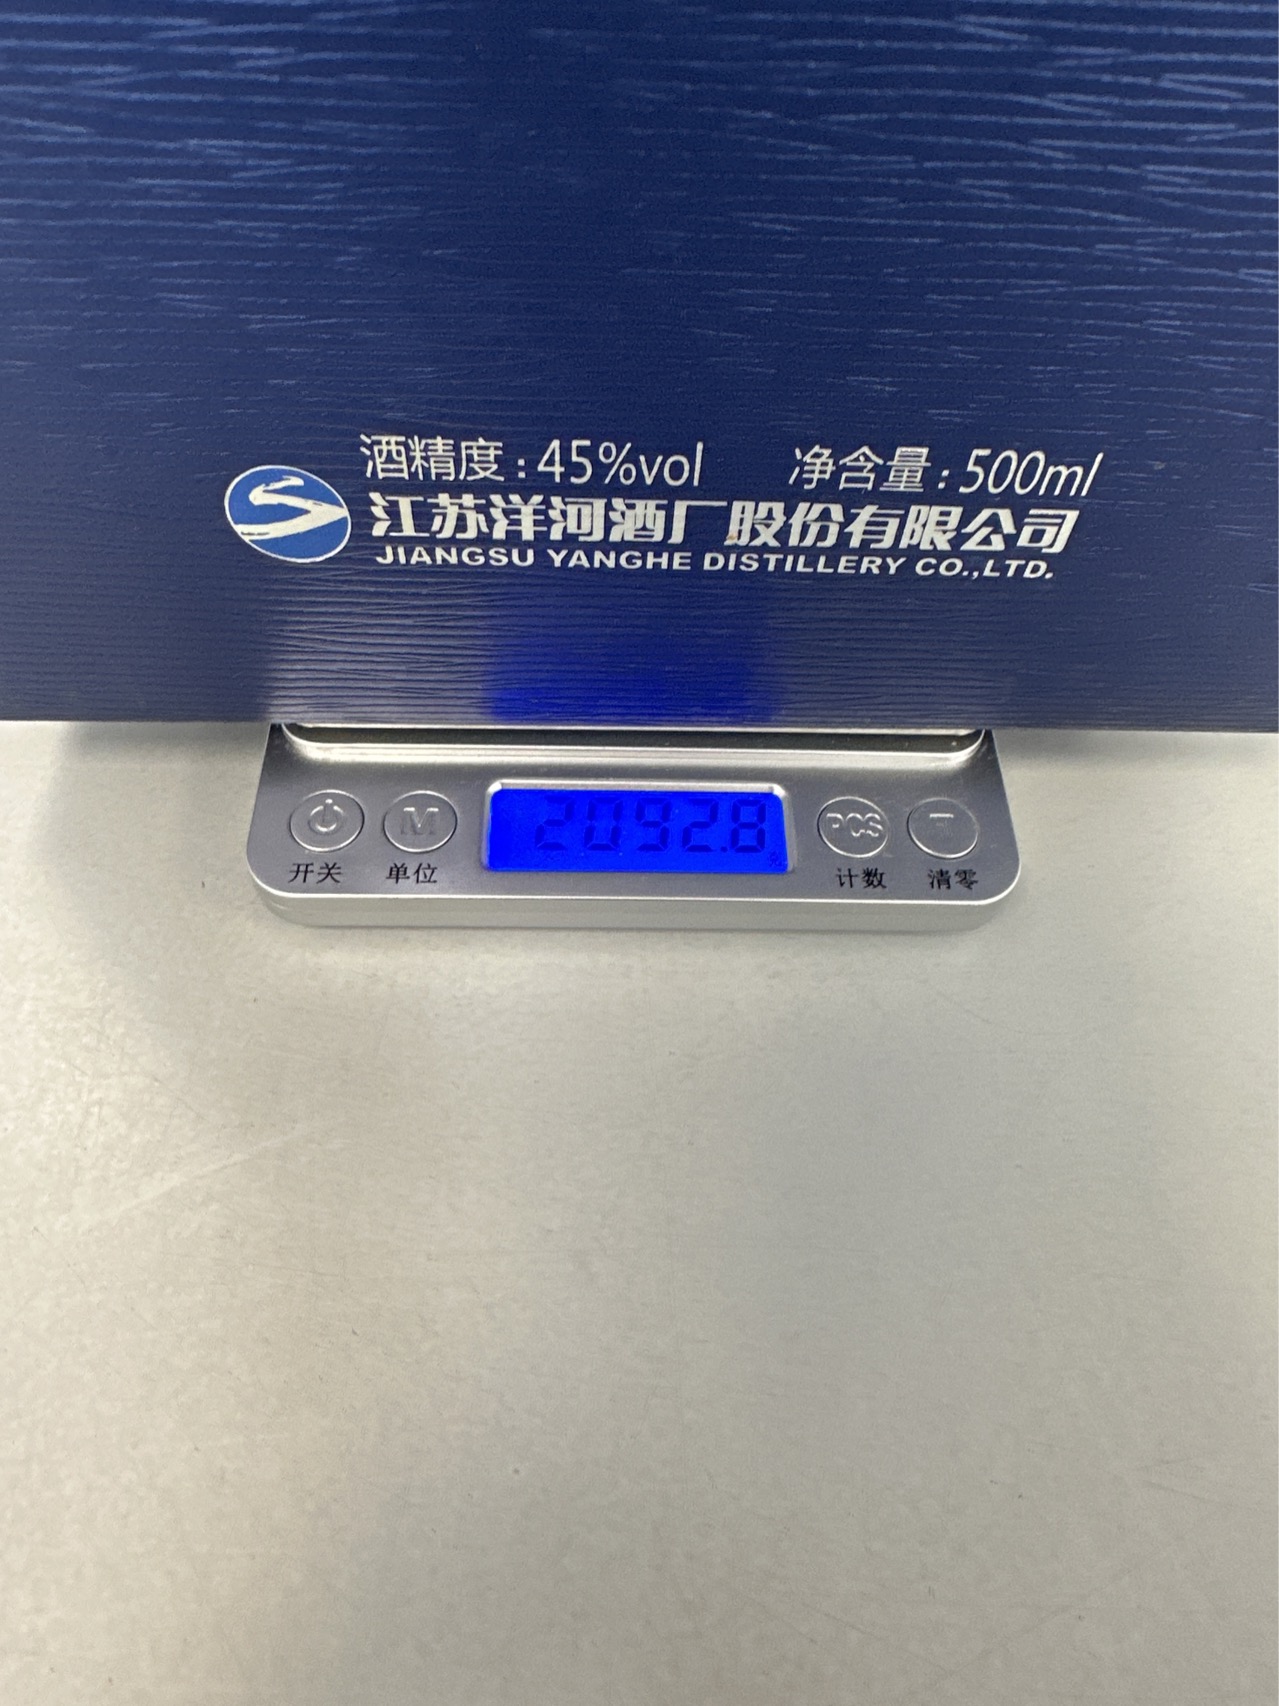 酒精度:45%vol 净含量:500ml
江苏洋河酒厂股份有限公司
JIANGSU YANGHE DISTILLERY CO.,LTD.
M 2092.8 克 PCS T
开关 单位 计数 清零